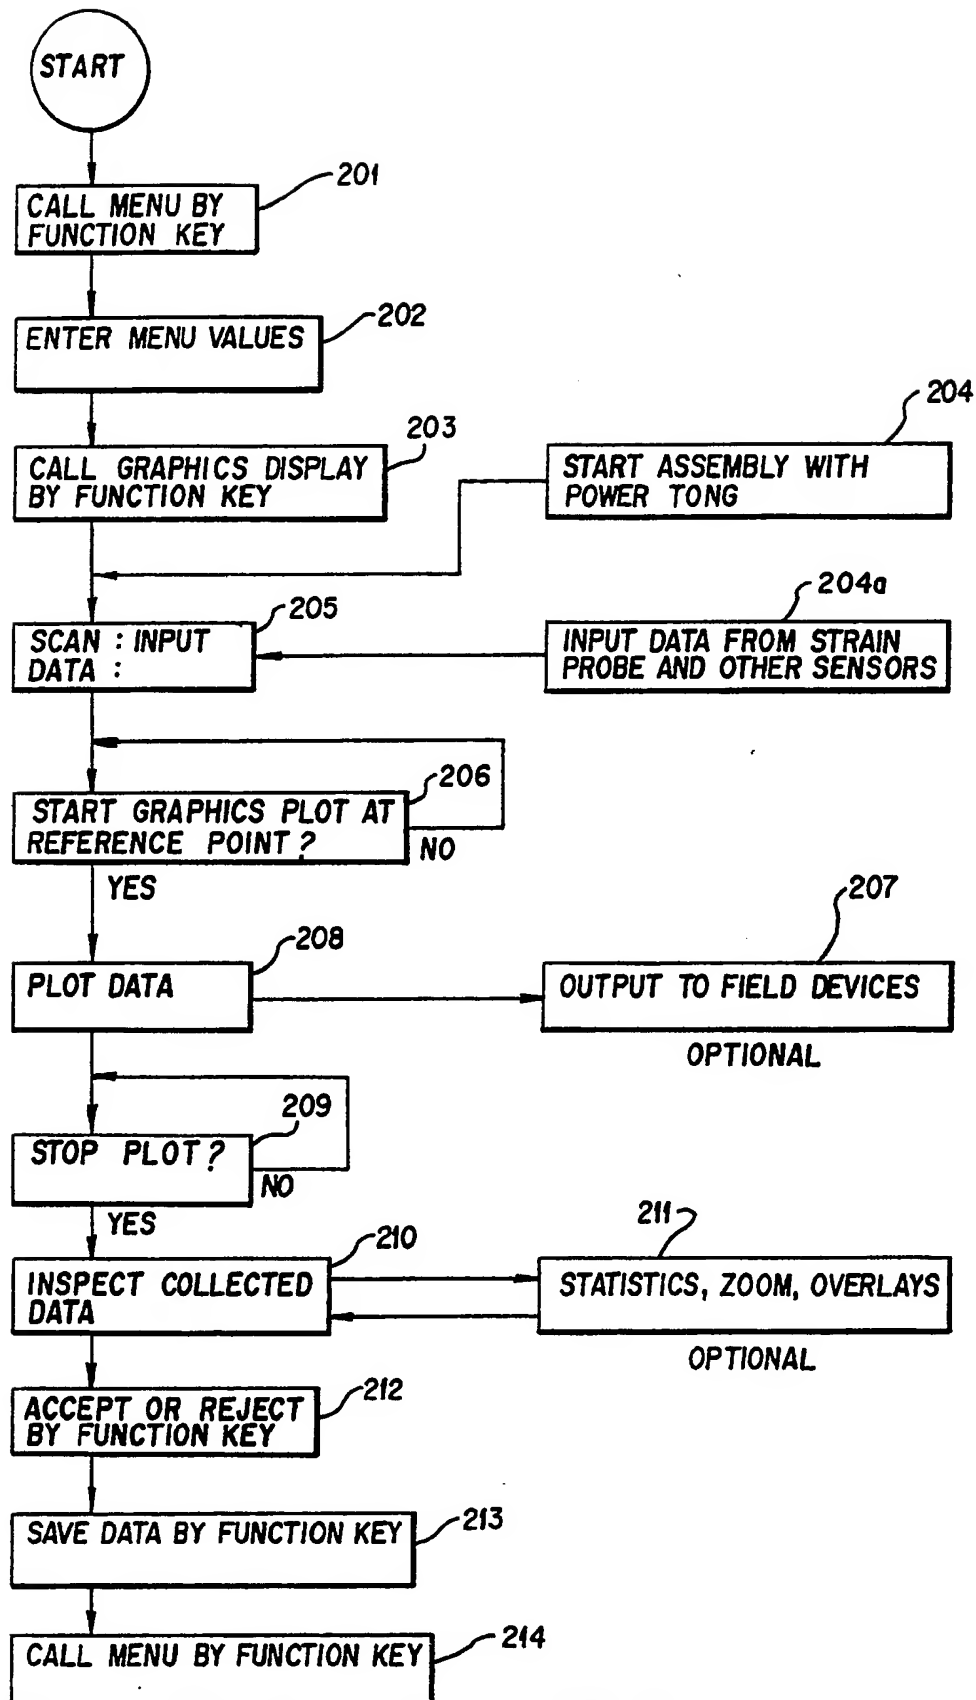 START
201
CALL MENU BY
FUNCTION KEY
202
ENTER MENU VALUES
203
CALL GRAPHICS DISPLAY
BY FUNCTION KEY
204
START ASSEMBLY WITH
POWER TONG
205
SCAN : INPUT
DATA :
204a
INPUT DATA FROM STRAIN
PROBE AND OTHER SENSORS
206
START GRAPHICS PLOT AT
REFERENCE POINT ?
NO
YES
208
PLOT DATA
207
OUTPUT TO FIELD DEVICES
OPTIONAL
209
STOP PLOT ?
NO
YES
210
INSPECT COLLECTED
DATA
211
STATISTICS, ZOOM, OVERLAYS
OPTIONAL
212
ACCEPT OR REJECT
BY FUNCTION KEY
213
SAVE DATA BY FUNCTION KEY
214
CALL MENU BY FUNCTION KEY